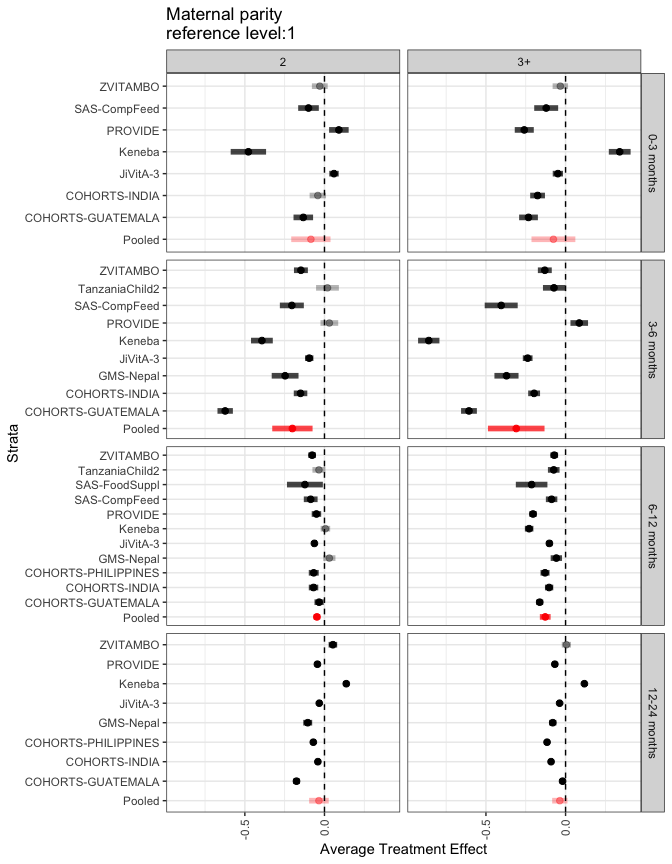 Maternal parity
reference level:1
2
3+
Strata
ZVITAMBO
SAS-CompFeed
PROVIDE
Keneba
JiVitA-3
COHORTS-INDIA
COHORTS-GUATEMALA
Pooled
0-3 months
ZVITAMBO
TanzaniaChild2
SAS-CompFeed
PROVIDE
Keneba
JiVitA-3
GMS-Nepal
COHORTS-INDIA
COHORTS-GUATEMALA
Pooled
3-6 months
ZVITAMBO
TanzaniaChild2
SAS-FoodSuppl
SAS-CompFeed
PROVIDE
Keneba
JiVitA-3
GMS-Nepal
COHORTS-PHILIPPINES
COHORTS-INDIA
COHORTS-GUATEMALA
Pooled
6-12 months
ZVITAMBO
PROVIDE
Keneba
JiVitA-3
GMS-Nepal
COHORTS-PHILIPPINES
COHORTS-INDIA
COHORTS-GUATEMALA
Pooled
12-24 months
-0.5
0.0
-0.5
0.0
Average Treatment Effect